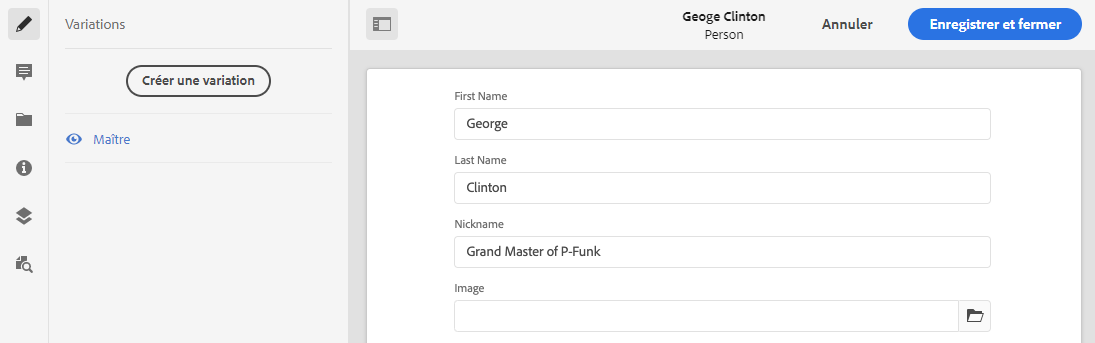 Variations
Créer une variation
Maître
Geoge Clinton
Person
Annuler
Enregistrer et fermer
First Name
George
Last Name
Clinton
Nickname
Grand Master of P-Funk
Image